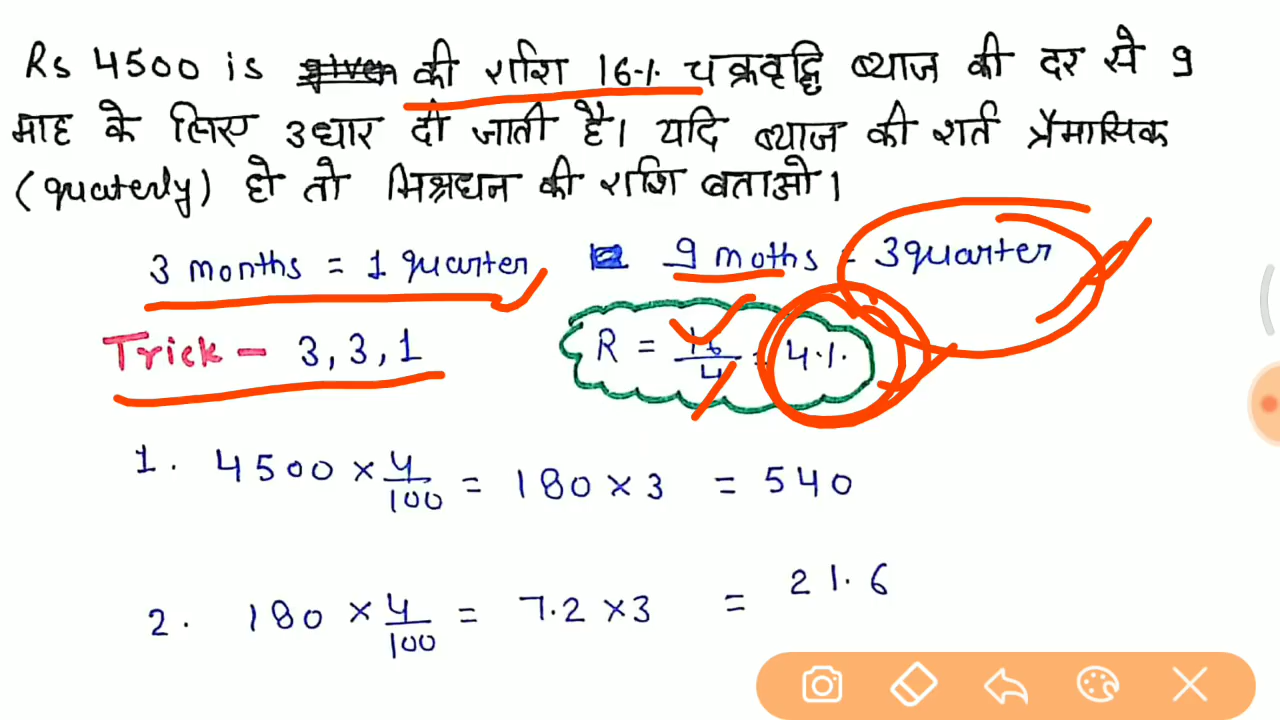 Rs 4500 is given की राशि 16% चक्रवृद्धि ब्याज की दर से 9
माह के लिए उधार दी जाती है। यदि ब्याज की शर्त त्रैमासिक
(quaterly) हो तो मिश्रधन की राशि बताओ।
3 months = 1 quarter 9 moths = 3 quarter
Trick - 3, 3, 1 R = 16/4 = 4%
1. 4500 × 4/100 = 180 × 3 = 540
2. 180 × 4/100 = 7.2 × 3 = 21.6